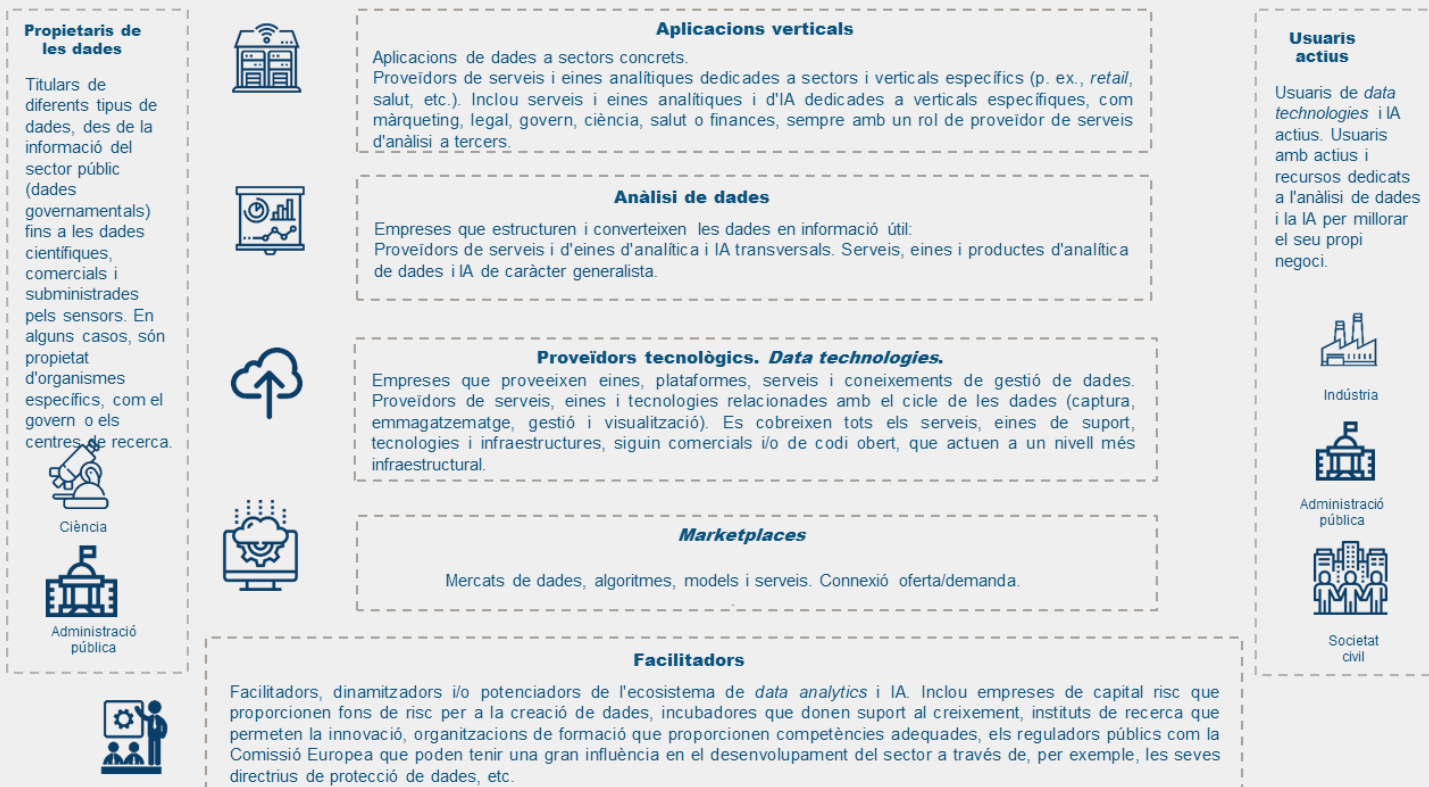 Propietaris de
les dades
Titulars de
diferents tipus de
dades, des de la
informació del
sector públic
(dades
governamentals)
fins a les dades
científiques,
comercials i
subministrades
pels sensors. En
alguns casos, són
propietat
d'organismes
específics, com el
govern o els
centres de recerca.
Ciència
Administració
pública
Aplicacions verticals
Aplicacions de dades a sectors concrets.
Proveïdors de serveis i eines analítiques dedicades a sectors i verticals específics (p. ex., retail,
salut, etc.). Inclou serveis i eines analítiques i d'IA dedicades a verticals específiques, com
màrqueting, legal, govern, ciència, salut o finances, sempre amb un rol de proveïdor de serveis
d'anàlisi a tercers.
Anàlisi de dades
Empreses que estructuren i converteixen les dades en informació útil:
Proveïdors de serveis i d'eines d'analítica i IA transversals. Serveis, eines i productes d'analítica
de dades i IA de caràcter generalista.
Proveïdors tecnològics. Data technologies.
Empreses que proveeixen eines, plataformes, serveis i coneixements de gestió de dades.
Proveïdors de serveis, eines i tecnologies relacionades amb el cicle de les dades (captura,
emmagatzematge, gestió i visualització). Es cobreixen tots els serveis, eines de suport,
tecnologies i infraestructures, siguin comercials i/o de codi obert, que actuen a un nivell més
infraestructural.
Marketplaces
Mercats de dades, algoritmes, models i serveis. Connexió oferta/demanda.
.
Facilitadors
Facilitadors, dinamitzadors i/o potenciadors de l'ecosistema de data analytics i IA. Inclou empreses de capital risc que
proporcionen fons de risc per a la creació de dades, incubadores que donen suport al creixement, instituts de recerca que
permeten la innovació, organitzacions de formació que proporcionen competències adequades, els reguladors públics com la
Comissió Europea que poden tenir una gran influència en el desenvolupament del sector a través de, per exemple, les seves
directrius de protecció de dades, etc.
Usuaris
actius
Usuaris de data
technologies i IA
actius. Usuaris
amb actius i
recursos dedicats
a l'anàlisi de dades
i la IA per millorar
el seu propi
negoci.
Indústria
Administració
pública
Societat
civil